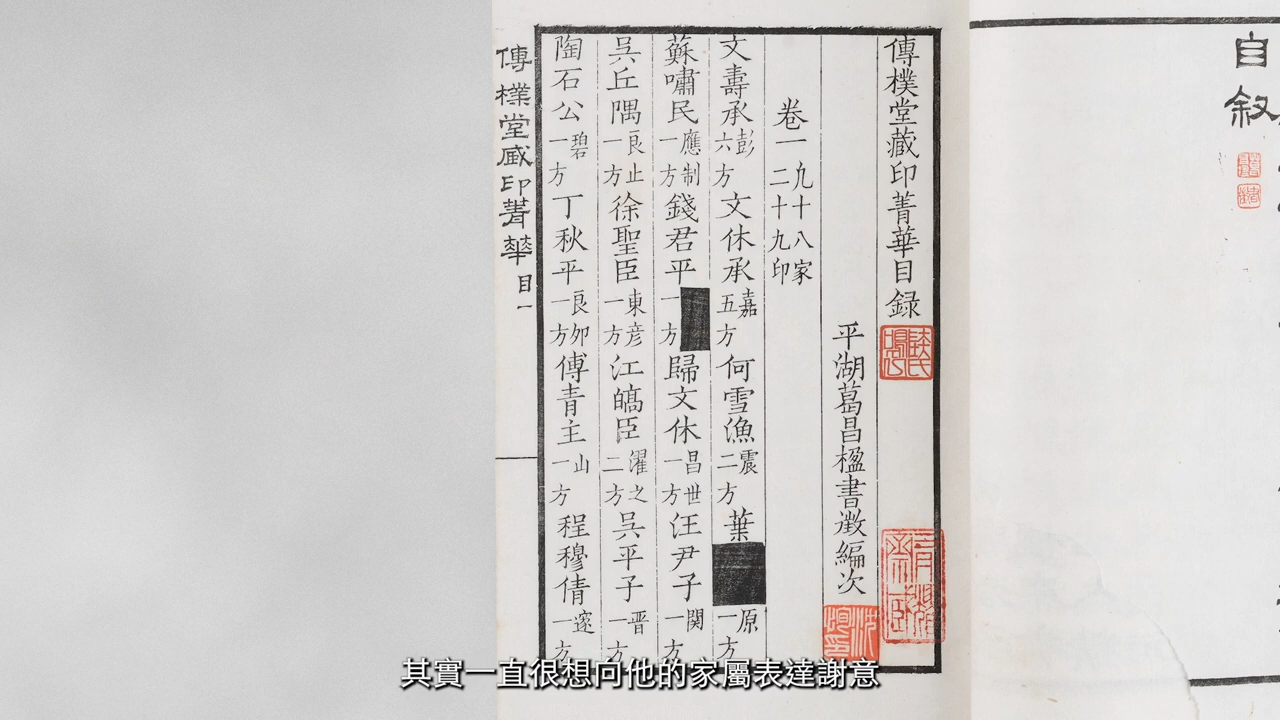 自敘
傳樸堂藏印菁華目録
平湖葛昌楹書徵編次
卷一九十八家二十九印
文壽承彭六方 文休承嘉五方 何雪漁震二方 葉 原一方
蘇嘯民應制一方 錢君平 一方 歸文休昌世一方 汪尹子関一方
吳丘隅良止一方 徐聖臣東彦一方 江皜臣濯之二方 吳平子晋一方
陶石公碧一方 丁秋平良卯一方 傅青主山一方 程穆倩邃一方
傳樸堂藏印菁華 目一
其實一直很想向他的家屬表達謝意